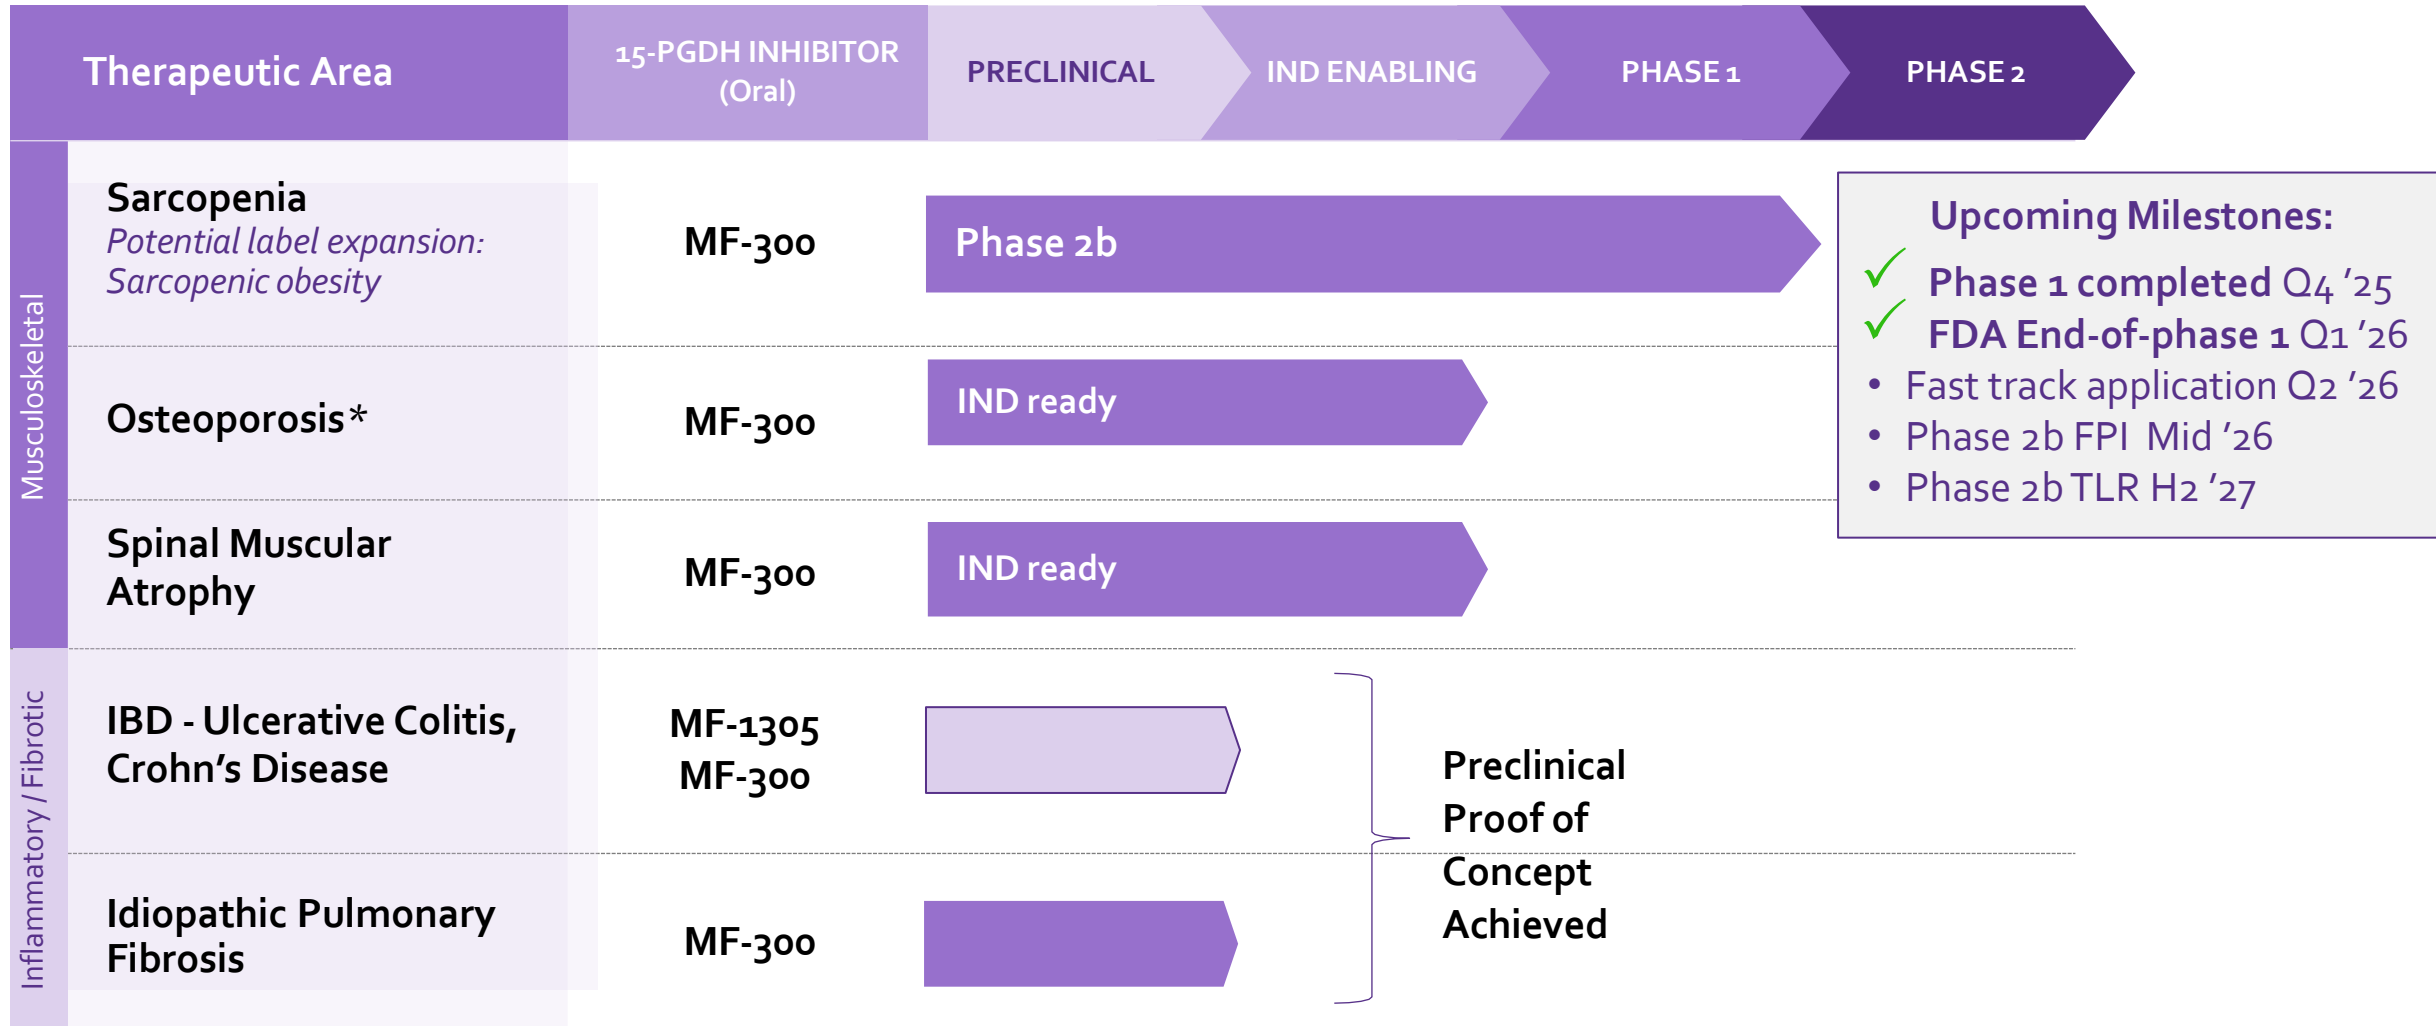 Therapeutic Area
15-PGDH INHIBITOR
(Oral)
PRECLINICAL
IND ENABLING
PHASE 1
PHASE 2
Musculoskeletal
Sarcopenia
Potential label expansion:
Sarcopenic obesity
MF-300
Phase 2b
Upcoming Milestones:
✓ Phase 1 completed Q4 ’25
✓ FDA End-of-phase 1 Q1 ’26
• Fast track application Q2 ’26
• Phase 2b FPI Mid ’26
• Phase 2b TLR H2 ’27
Osteoporosis*
MF-300
IND ready
Spinal Muscular
Atrophy
MF-300
IND ready
Inflammatory / Fibrotic
IBD - Ulcerative Colitis,
Crohn’s Disease
MF-1305
MF-300
Preclinical
Proof of
Concept
Achieved
Idiopathic Pulmonary
Fibrosis
MF-300